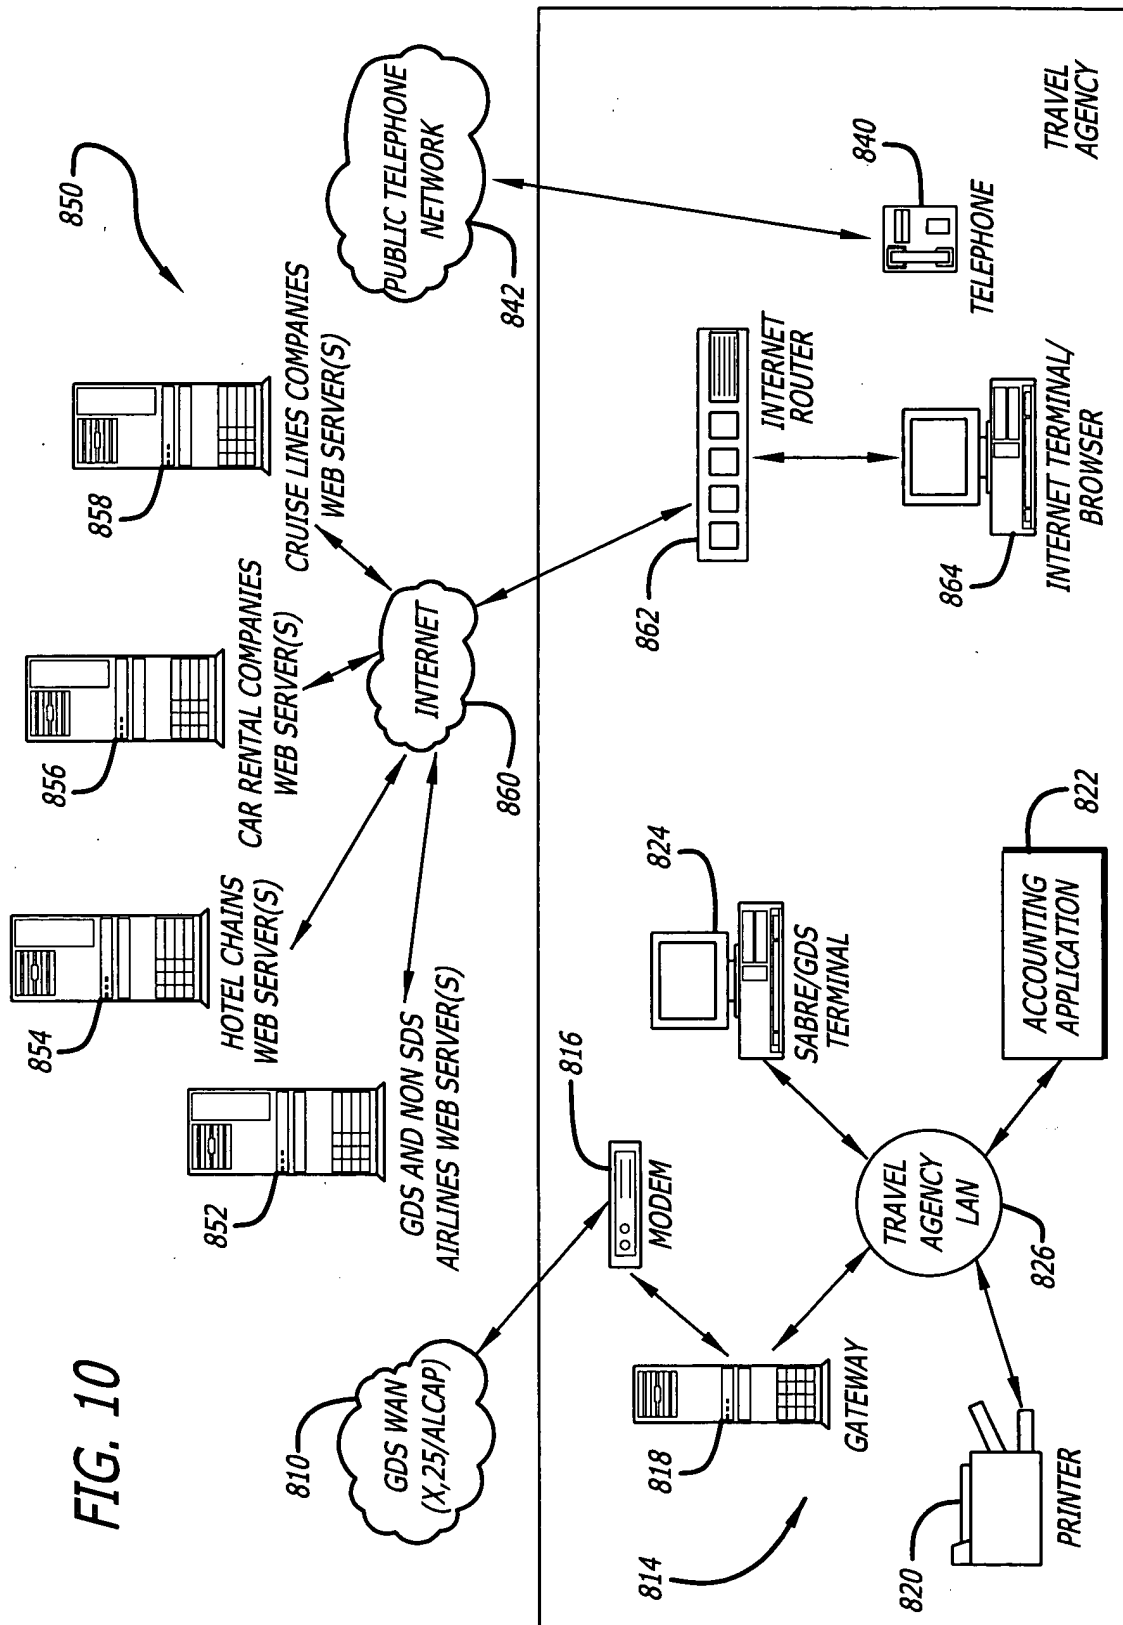 FIG. 10
850
858
CRUISE LINES COMPANIES
WEB SERVER(S)
856
CAR RENTAL COMPANIES
WEB SERVER(S)
854
HOTEL CHAINS
WEB SERVER(S)
852
GDS AND NON SDS
AIRLINES WEB SERVER(S)
810
GDS WAN
(X,25/ALCAP)
INTERNET
860
PUBLIC TELEPHONE
NETWORK
842
816
MODEM
818
GATEWAY
814
820
PRINTER
TRAVEL
AGENCY
LAN
826
824
SABRE/GDS
TERMINAL
822
ACCOUNTING
APPLICATION
862
INTERNET
ROUTER
864
INTERNET TERMINAL/
BROWSER
840
TELEPHONE
TRAVEL
AGENCY